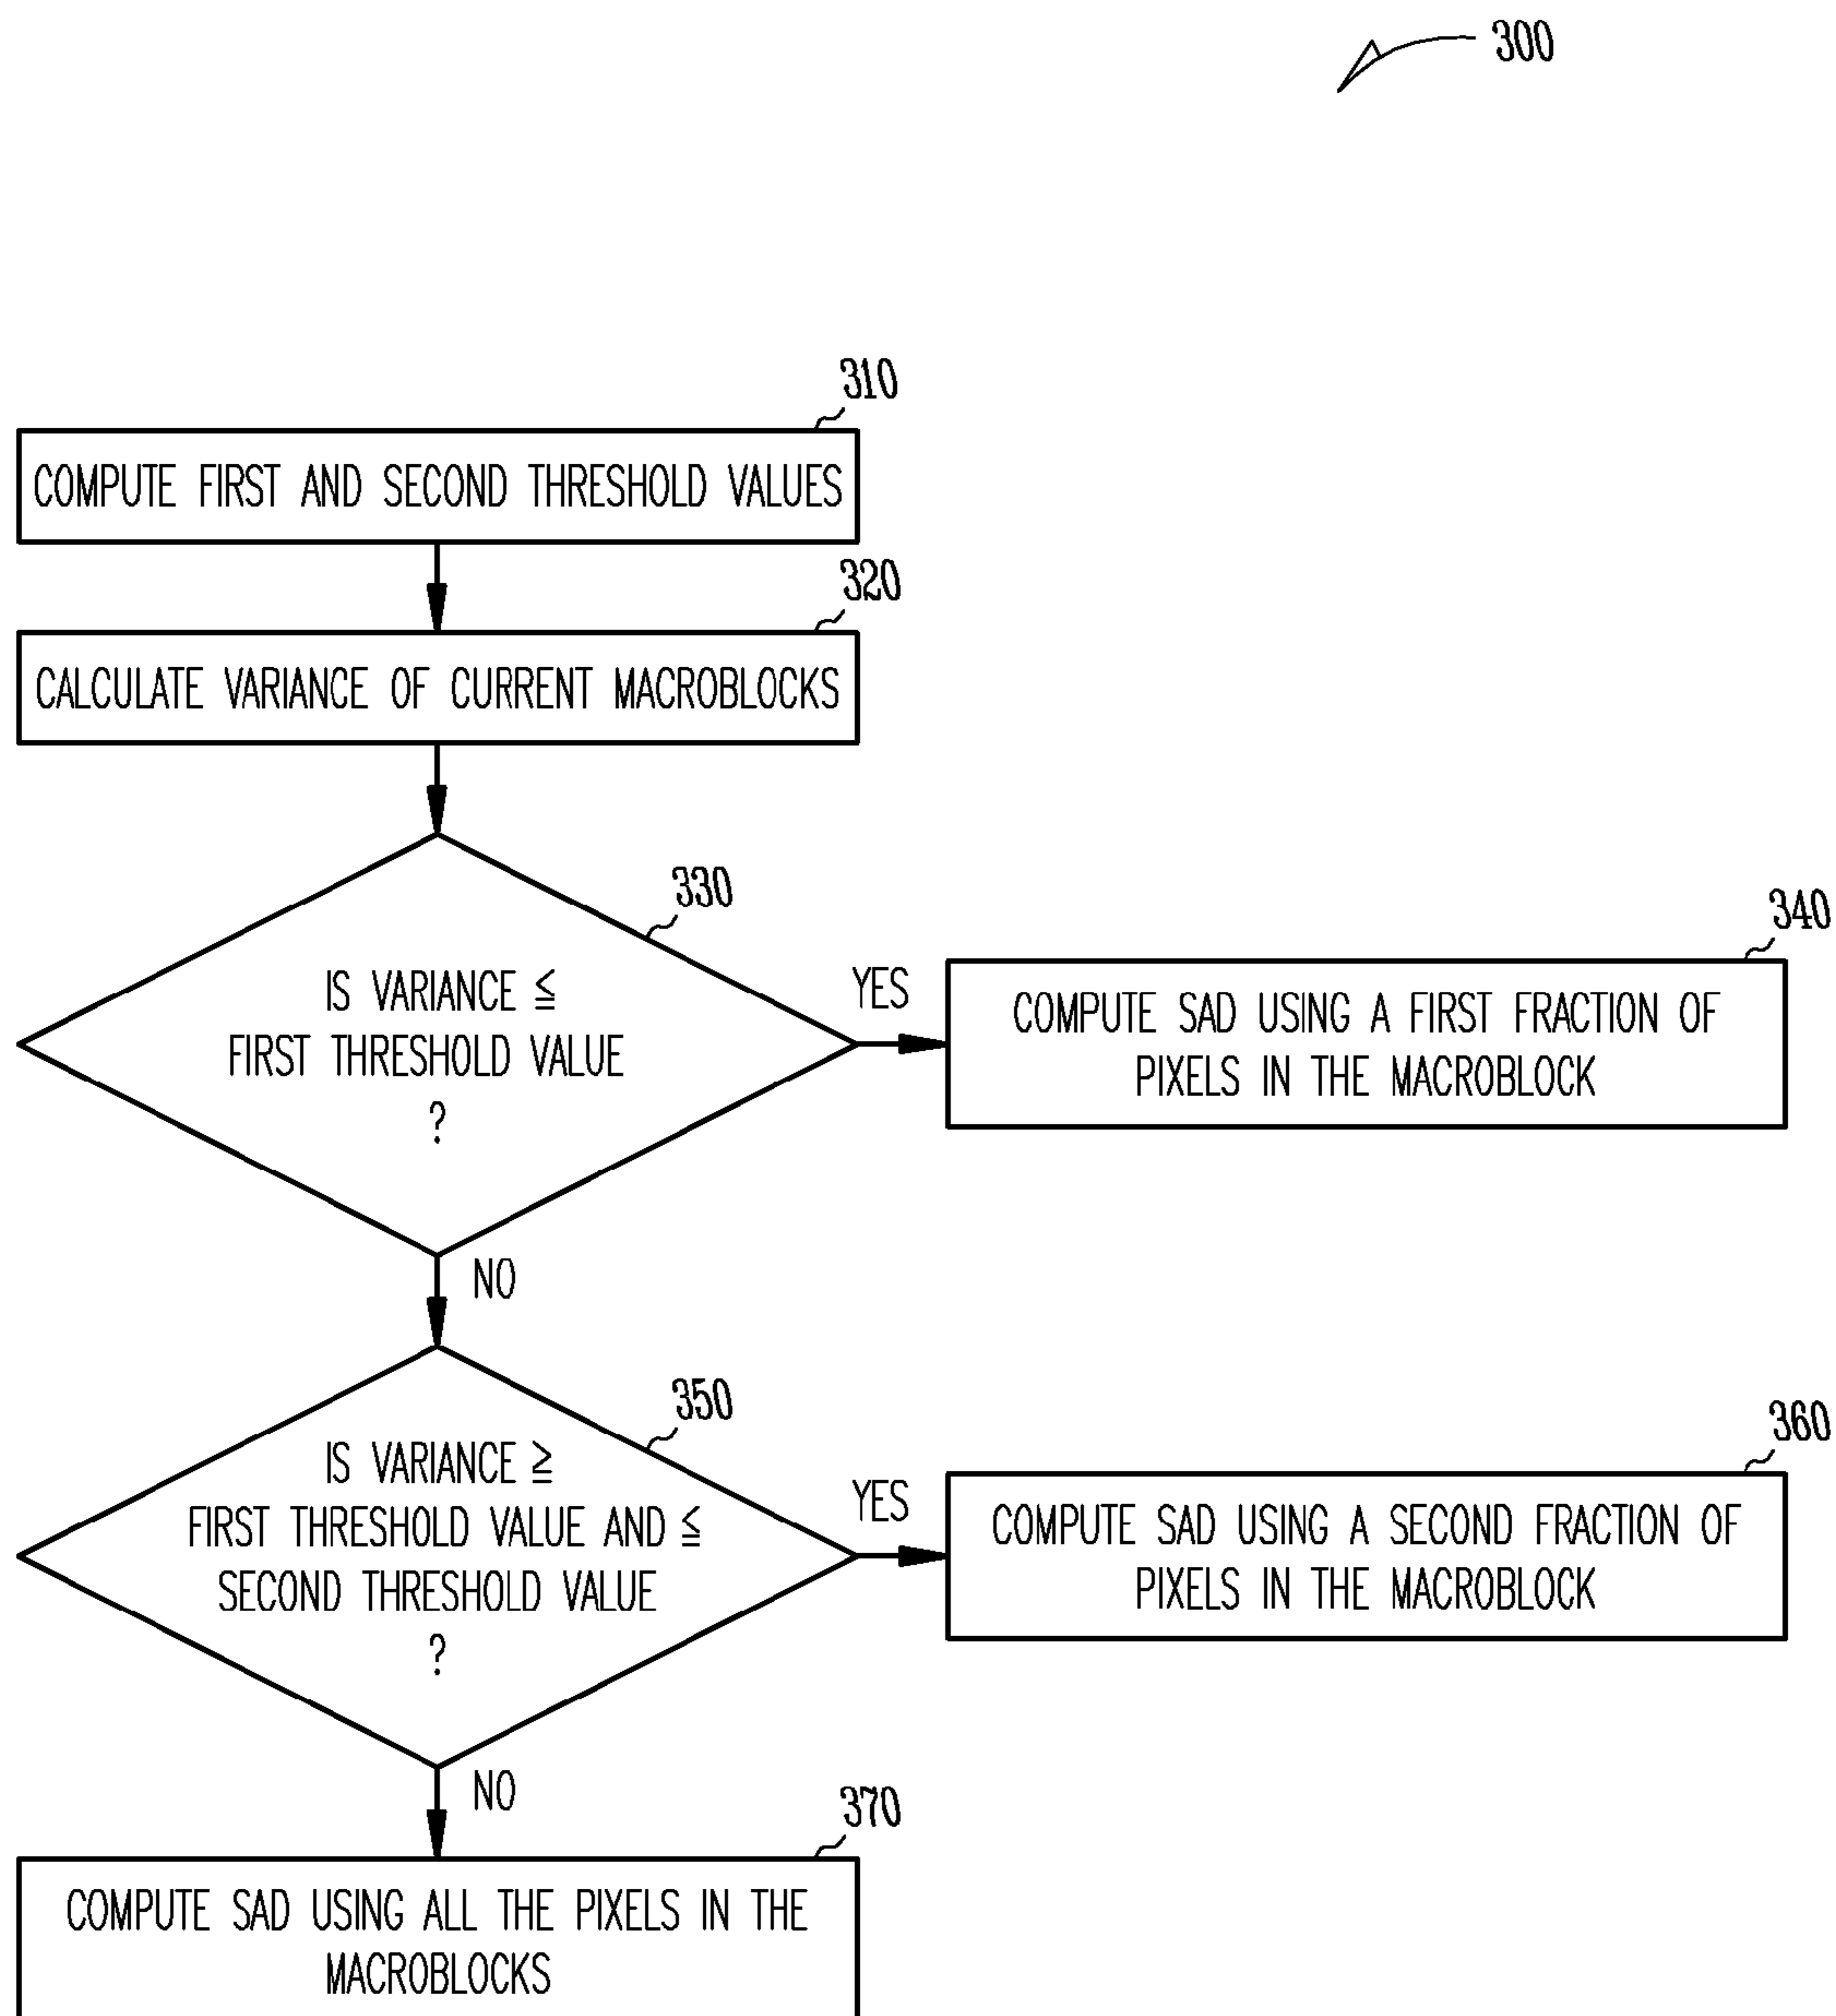 300
310
COMPUTE FIRST AND SECOND THRESHOLD VALUES
320
CALCULATE VARIANCE OF CURRENT MACROBLOCKS
330
IS VARIANCE ≦
FIRST THRESHOLD VALUE
?
YES
340
COMPUTE SAD USING A FIRST FRACTION OF
PIXELS IN THE MACROBLOCK
NO
350
IS VARIANCE ≧
FIRST THRESHOLD VALUE AND ≦
SECOND THRESHOLD VALUE
?
YES
360
COMPUTE SAD USING A SECOND FRACTION OF
PIXELS IN THE MACROBLOCK
NO
370
COMPUTE SAD USING ALL THE PIXELS IN THE
MACROBLOCKS